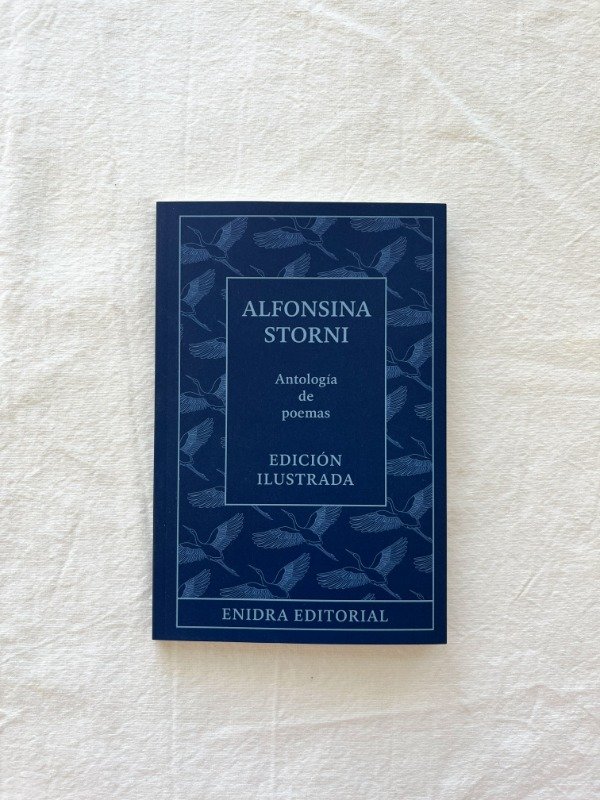 ALFONSINA
STORNI
Antología
de
poemas
EDICIÓN
ILUSTRADA
ENIDRA EDITORIAL